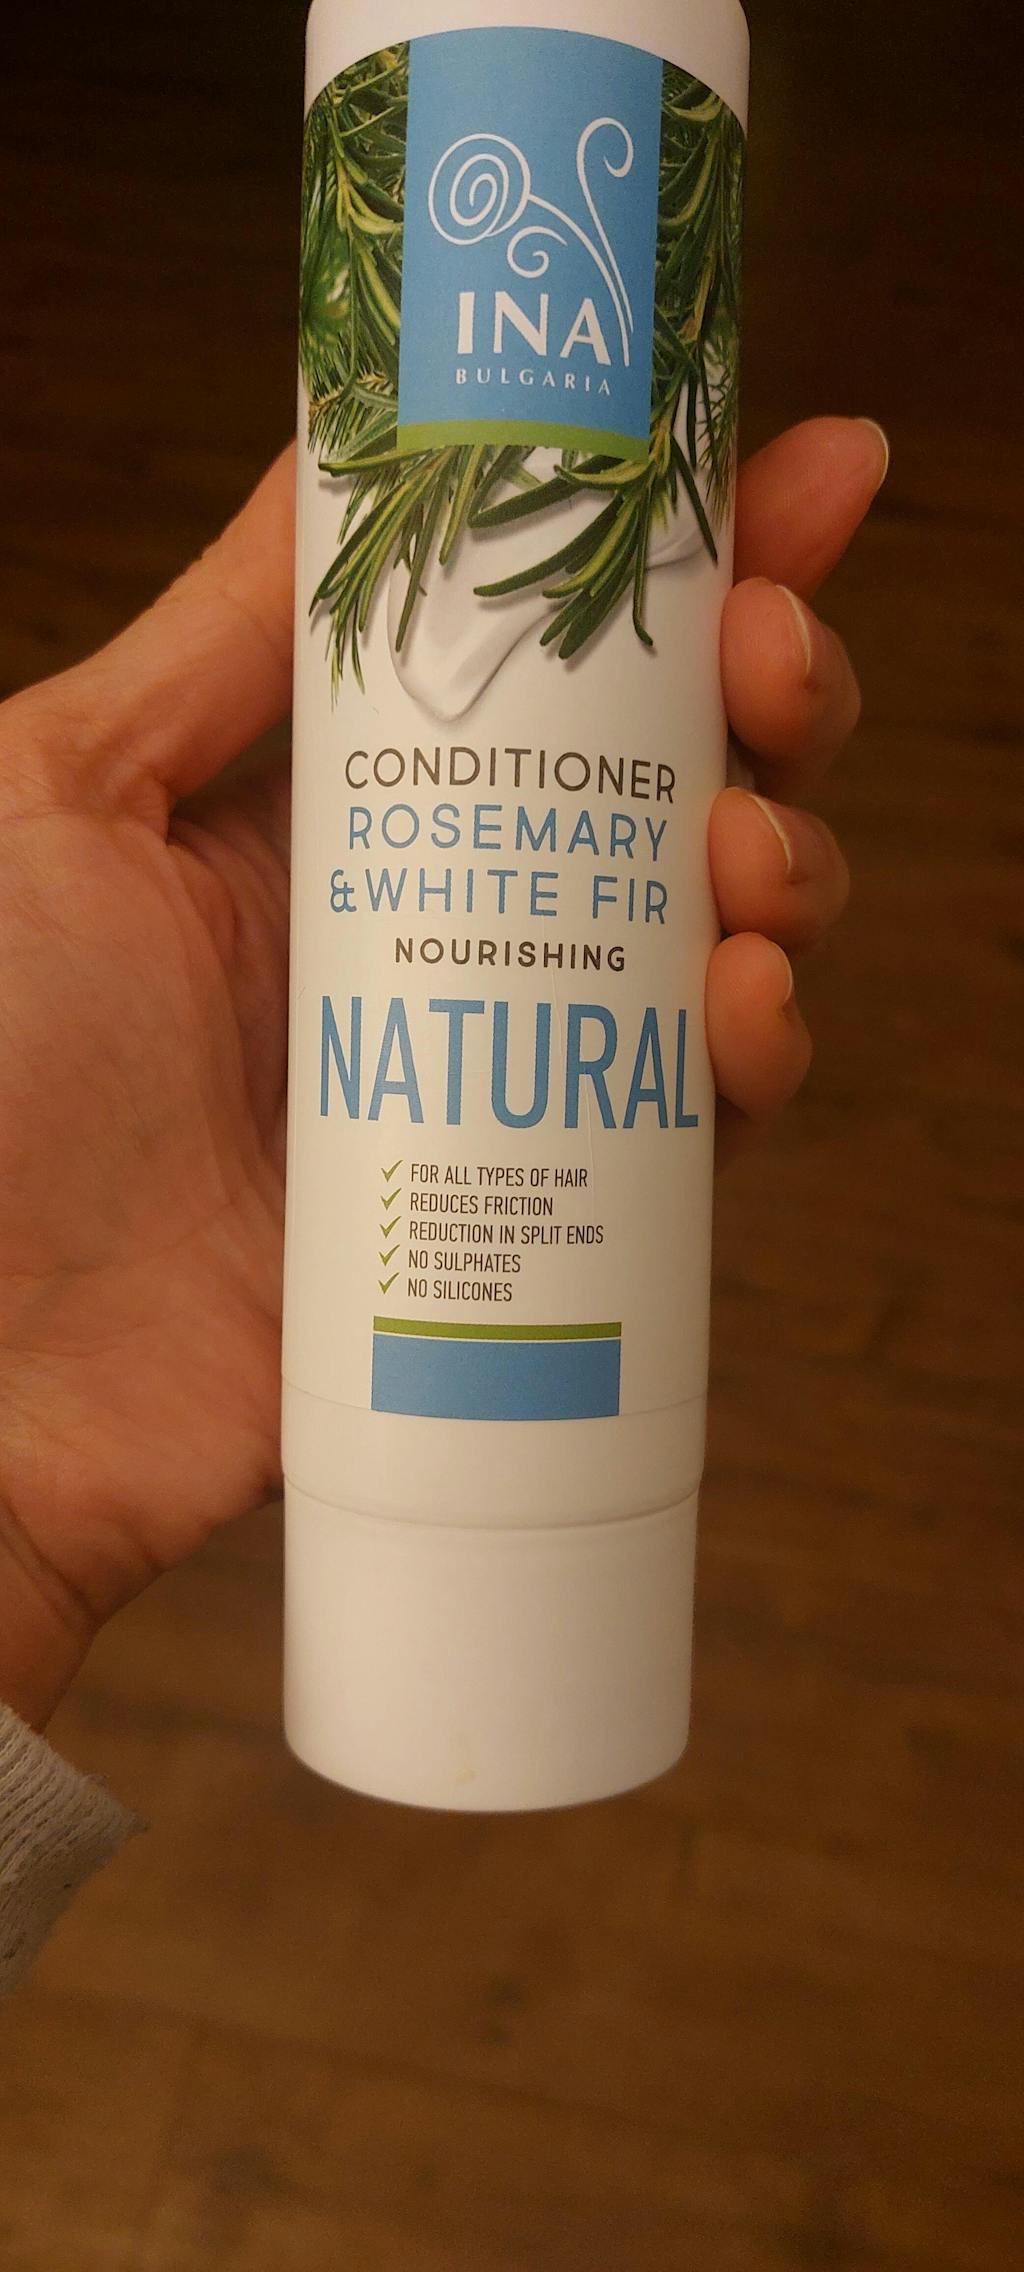 INA
BULGARIA
CONDITIONER
ROSEMARY
& WHITE FIR
NOURISHING
NATURAL
✓ FOR ALL TYPES OF HAIR
✓ REDUCES FRICTION
✓ REDUCTION IN SPLIT ENDS
✓ NO SULPHATES
✓ NO SILICONES